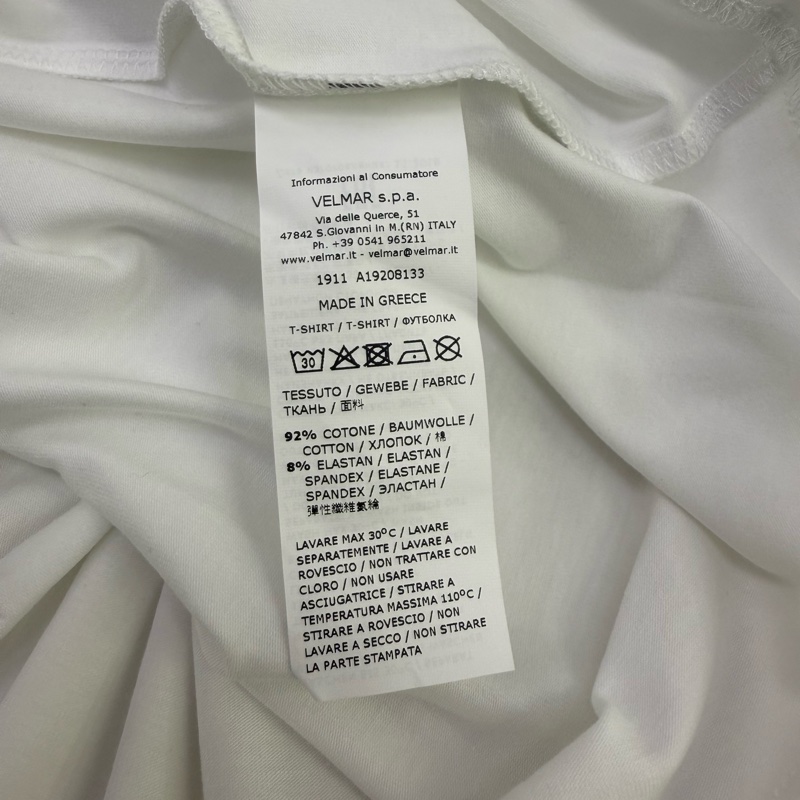 Informazioni al Consumatore
VELMAR s.p.a.
Via delle Querce, 51
47842 S.Giovanni in M.(RN) ITALY
Ph. +39 0541 965211
www.velmar.it - velmar@velmar.it
1911 A19208133
MADE IN GREECE
T-SHIRT / T-SHIRT / ФУТБОЛКА
30
TESSUTO / GEWEBE / FABRIC /
ТКАНЬ / 面料
92% COTONE / BAUMWOLLE /
COTTON / ХЛОПОК / 棉
8% ELASTAN / ELASTAN /
SPANDEX / ELASTANE /
SPANDEX / ЭЛАСТАН /
彈性纖維氨綸
LAVARE MAX 30°C / LAVARE
SEPARATEMENTE / LAVARE A
ROVESCIO / NON TRATTARE CON
CLORO / NON USARE
ASCIUGATRICE / STIRARE A
TEMPERATURA MASSIMA 110°C /
STIRARE A ROVESCIO / NON
LAVARE A SECCO / NON STIRARE
LA PARTE STAMPATA